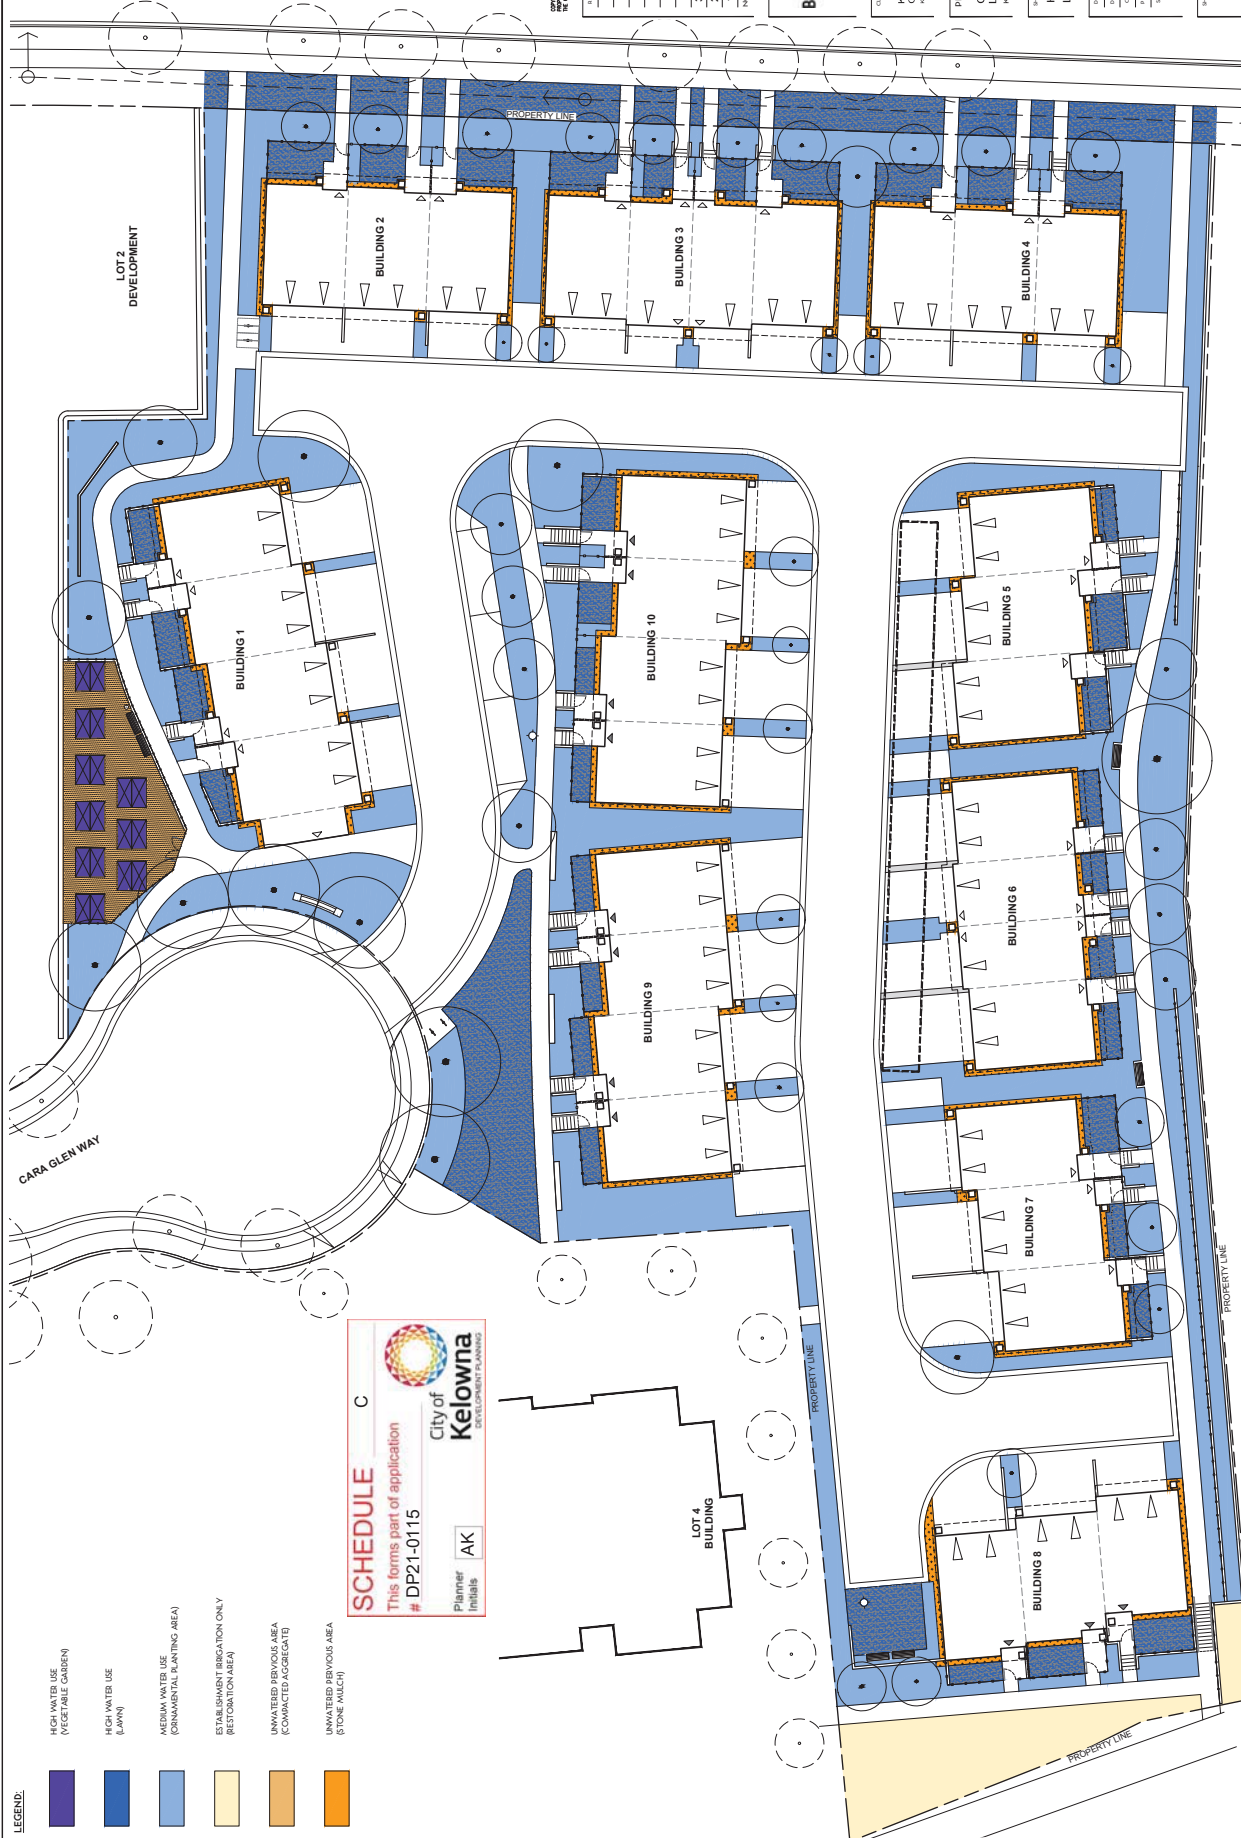 LEGEND:
HIGH WATER USE
(VEGETABLE GARDEN)
HIGH WATER USE
(LAWN)
MEDIUM WATER USE
(ORNAMENTAL PLANTING AREA)
ESTABLISHMENT IRRIGATION ONLY
(RESTORATION AREA)
UNWATERED PERVIOUS AREA
(COMPACTED AGGREGATE)
UNWATERED PERVIOUS AREA
(STONE MULCH)
SCHEDULE C
This forms part of application
# DP21-0115
Planner
Initials
AK
City of
Kelowna
DEVELOPMENT PLANNING
CARA GLEN WAY
LOT 2
DEVELOPMENT
LOT 4
BUILDING
BUILDING 1
BUILDING 2
BUILDING 3
BUILDING 4
BUILDING 5
BUILDING 6
BUILDING 7
BUILDING 8
BUILDING 9
BUILDING 10
PROPERTY LINE
PROPERTY LINE
PROPERTY LINE
PROPERTY LINE